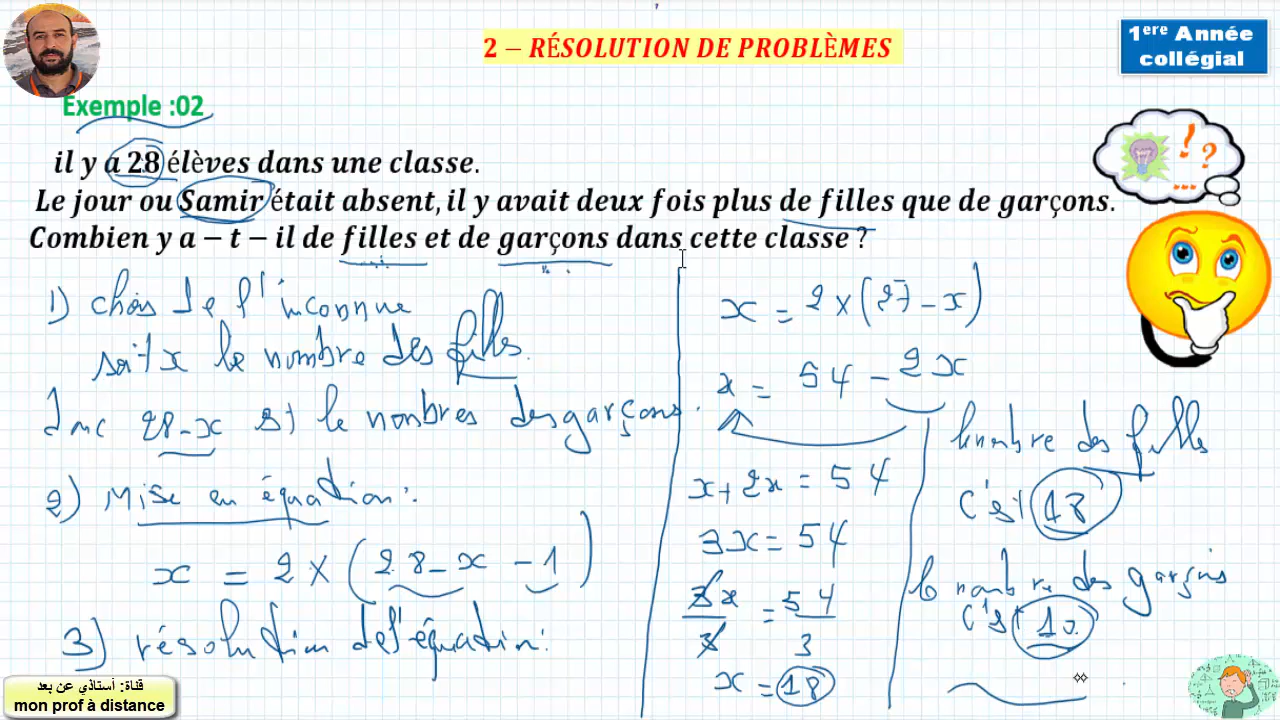 2 – RÉSOLUTION DE PROBLÈMES
1ere Année
collégial
Exemple :02
il y a 28 élèves dans une classe.
Le jour ou Samir était absent, il y avait deux fois plus de filles que de garçons.
Combien y a – t – il de filles et de garçons dans cette classe ?
1) choix de l'inconnue
soit x le nombre des filles.
donc 28 - x est le nombres des garçons.
2) Mise en équation :
x = 2 × (28 - x - 1)
3) résolution de l'équation :
x = 2 × (27 - x)
x = 54 - 2x
x + 2x = 54
3x = 54
3x/3 = 54/3
x = 18
le nombre des filles
c'est 18
le nombre des garçons
c'est 10.
قناة: أستاذي عن بعد
mon prof à distance
! ? ...